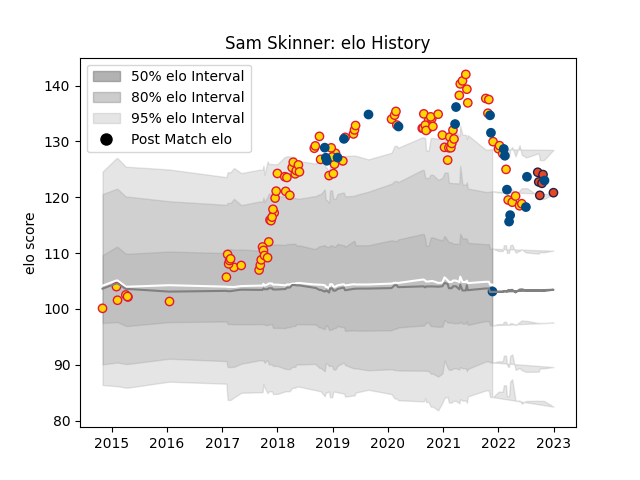 Sam Skinner: elo History
50% elo Interval
80% elo Interval
95% elo Interval
Post Match elo
elo score
140
130
120
110
100
90
80
2015 2016 2017 2018 2019 2020 2021 2022 2023